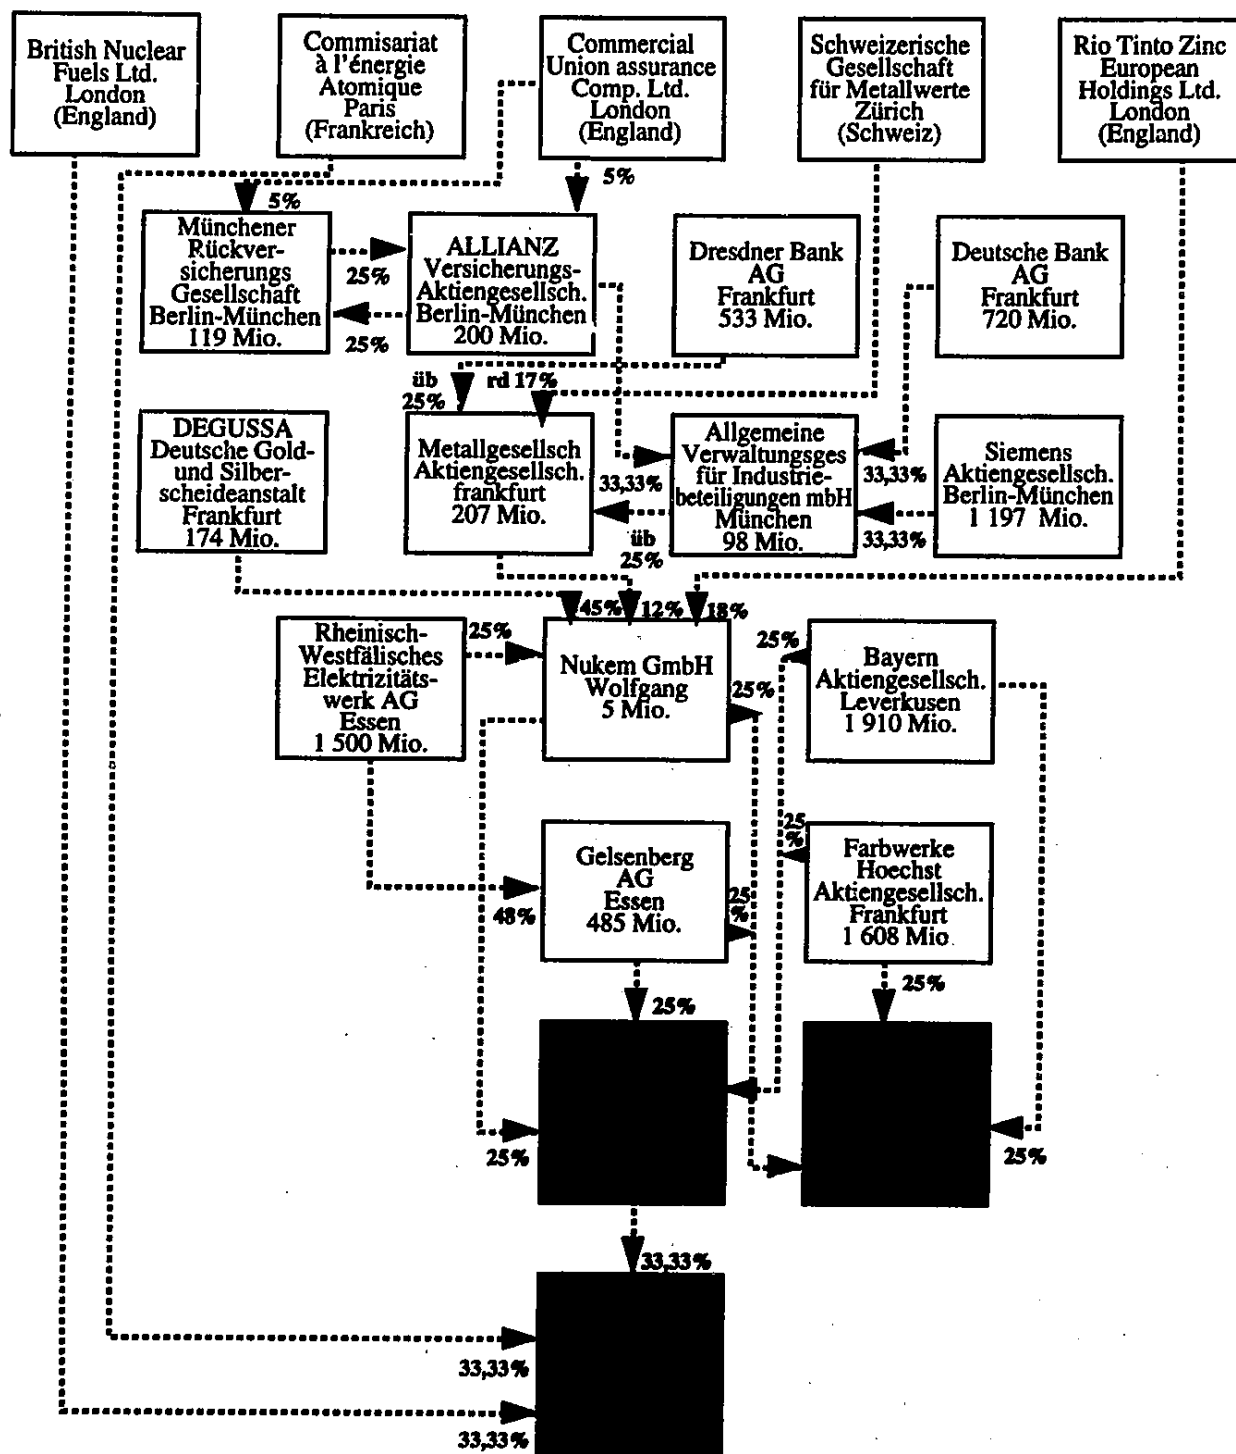 British Nuclear
Fuels Ltd.
London
(England)
Commisariat
à l'énergie
Atomique
Paris
(Frankreich)
Commercial
Union assurance
Comp. Ltd.
London
(England)
Schweizerische
Gesellschaft
für Metallwerte
Zürich
(Schweiz)
Rio Tinto Zinc
European
Holdings Ltd.
London
(England)
5%
5%
Münchener
Rückver-
sicherungs
Gesellschaft
Berlin-München
119 Mio.
25%
25%
ALLIANZ
Versicherungs-
Aktiengesellsch.
Berlin-München
200 Mio.
Dresdner Bank
AG
Frankfurt
533 Mio.
Deutsche Bank
AG
Frankfurt
720 Mio.
üb
25%
rd 17%
DEGUSSA
Deutsche Gold-
und Silber-
scheideanstalt
Frankfurt
174 Mio.
Metallgesellsch
Aktiengesellsch.
frankfurt
207 Mio.
33,33%
üb
25%
Allgemeine
Verwaltungsges
für Industrie-
beteiligungen mbH
München
98 Mio.
33,33%
33,33%
Siemens
Aktiengesellsch.
Berlin-München
1 197 Mio.
45%
12%
18%
Rheinisch-
Westfälisches
Elektrizitäts-
werk AG
Essen
1 500 Mio.
25%
Nukem GmbH
Wolfgang
5 Mio.
25%
25%
Bayern
Aktiengesellsch.
Leverkusen
1 910 Mio.
48%
Gelsenberg
AG
Essen
485 Mio.
25
%
25
%
Farbwerke
Hoechst
Aktiengesellsch.
Frankfurt
1 608 Mio
25%
25%
25%
25%
33,33%
33,33%
33,33%